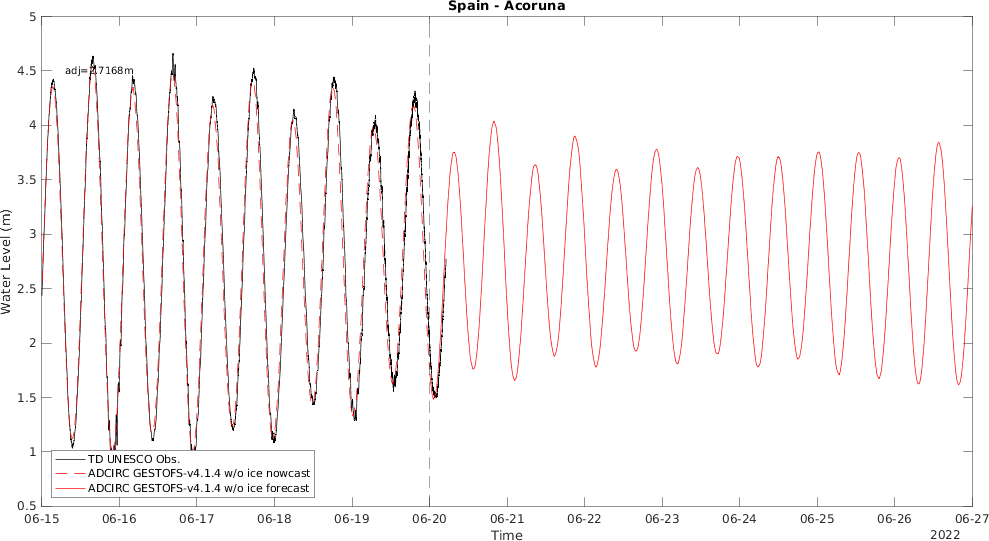 Spain - Acoruna
5
4.5
4
3.5
3
2.5
2
1.5
1
0.5
Water Level (m)
adj=2.7168m
TD UNESCO Obs.
ADCIRC GESTOFS-v4.1.4 w/o ice nowcast
ADCIRC GESTOFS-v4.1.4 w/o ice forecast
06-15 06-16 06-17 06-18 06-19 06-20 06-21 06-22 06-23 06-24 06-25 06-26 06-27
Time
2022